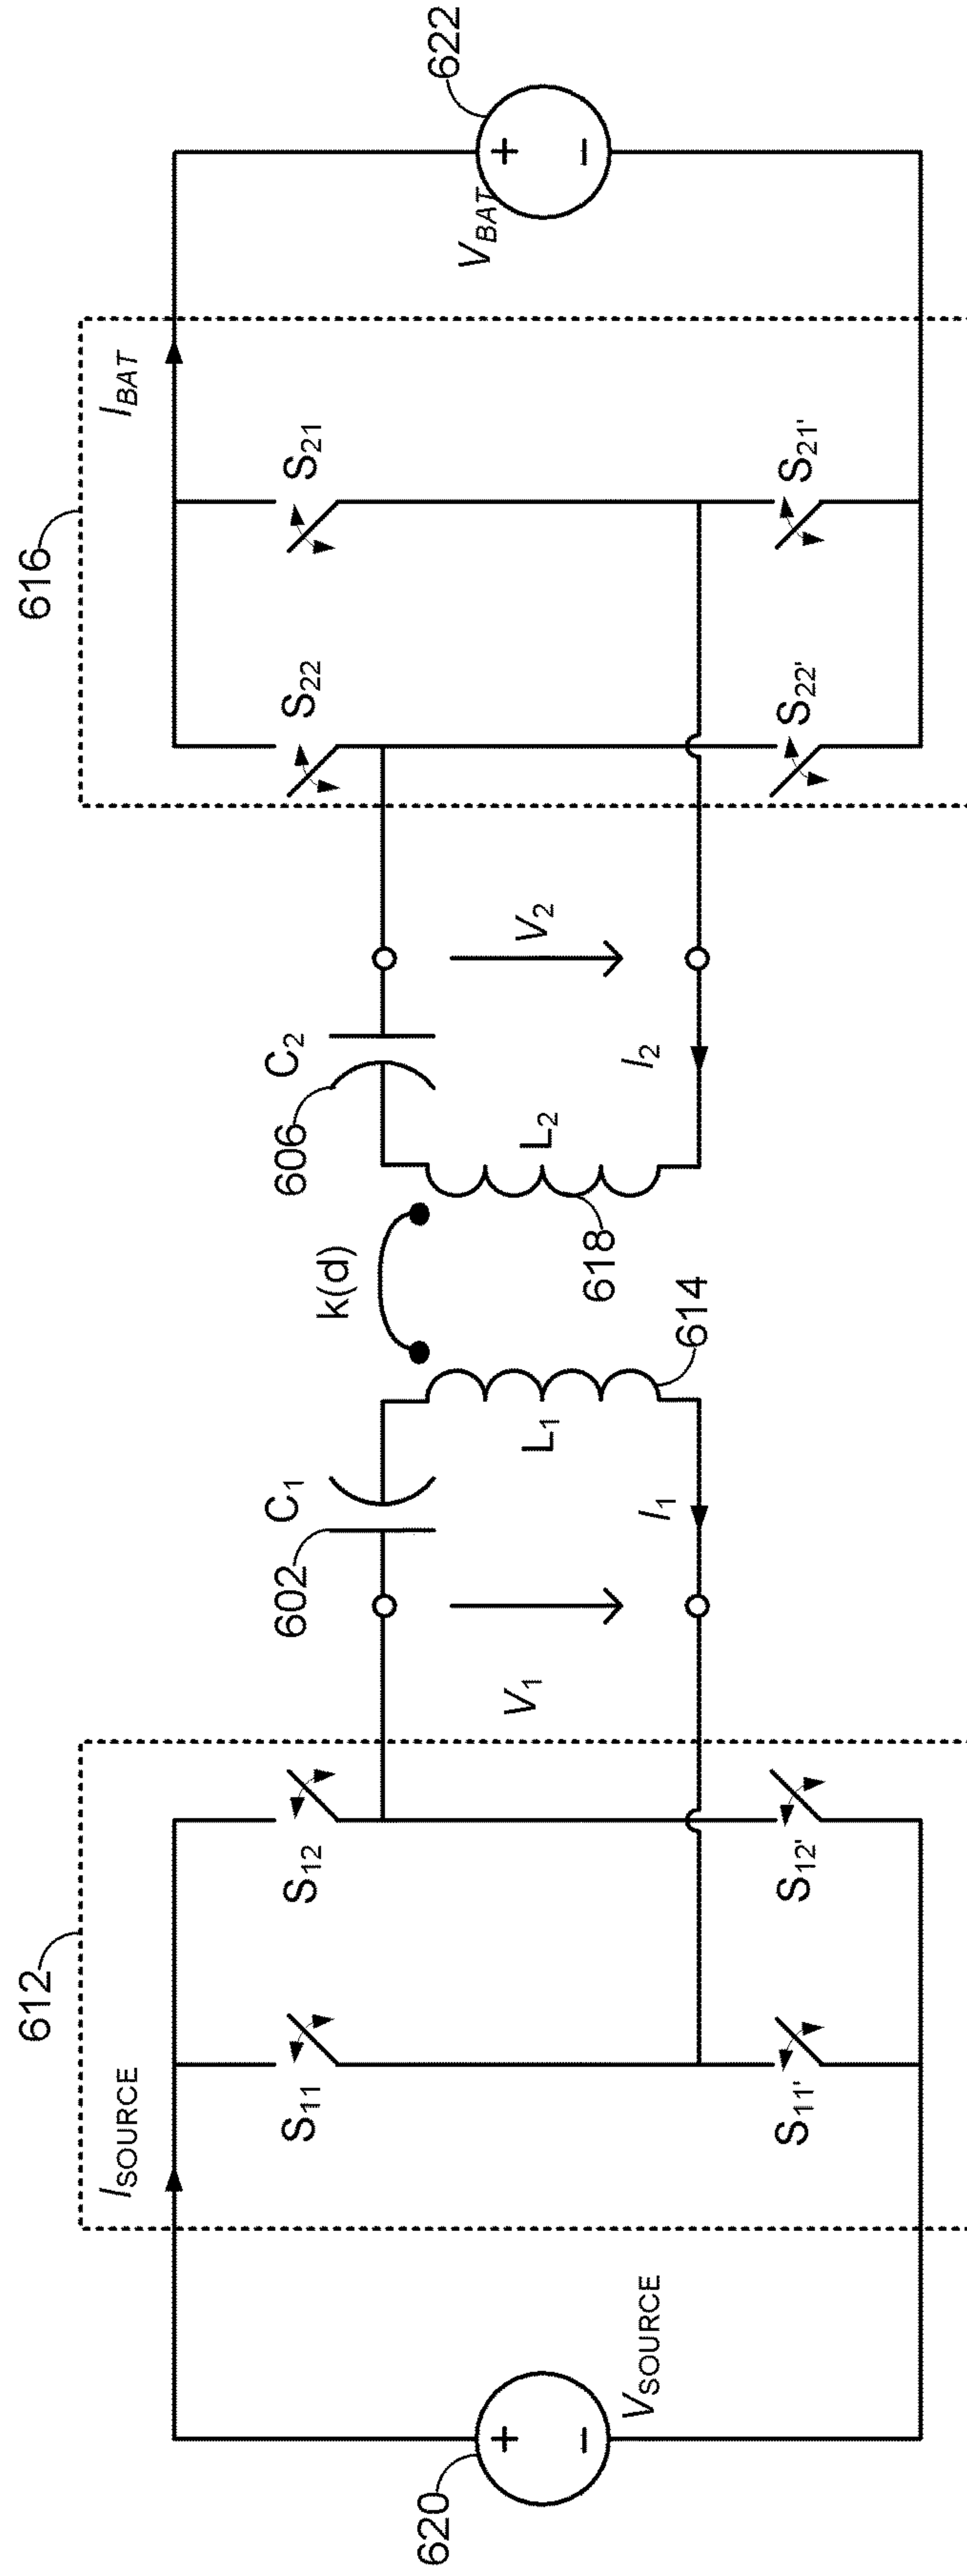 612
616
I_SOURCE
I_BAT
S11
S12
C1
k(d)
C2
S22
S21
602
606
620
+
−
V_SOURCE
V1
L1
L2
V2
V_BAT
+
−
622
618
614
I1
I2
S11'
S12'
S22'
S21'